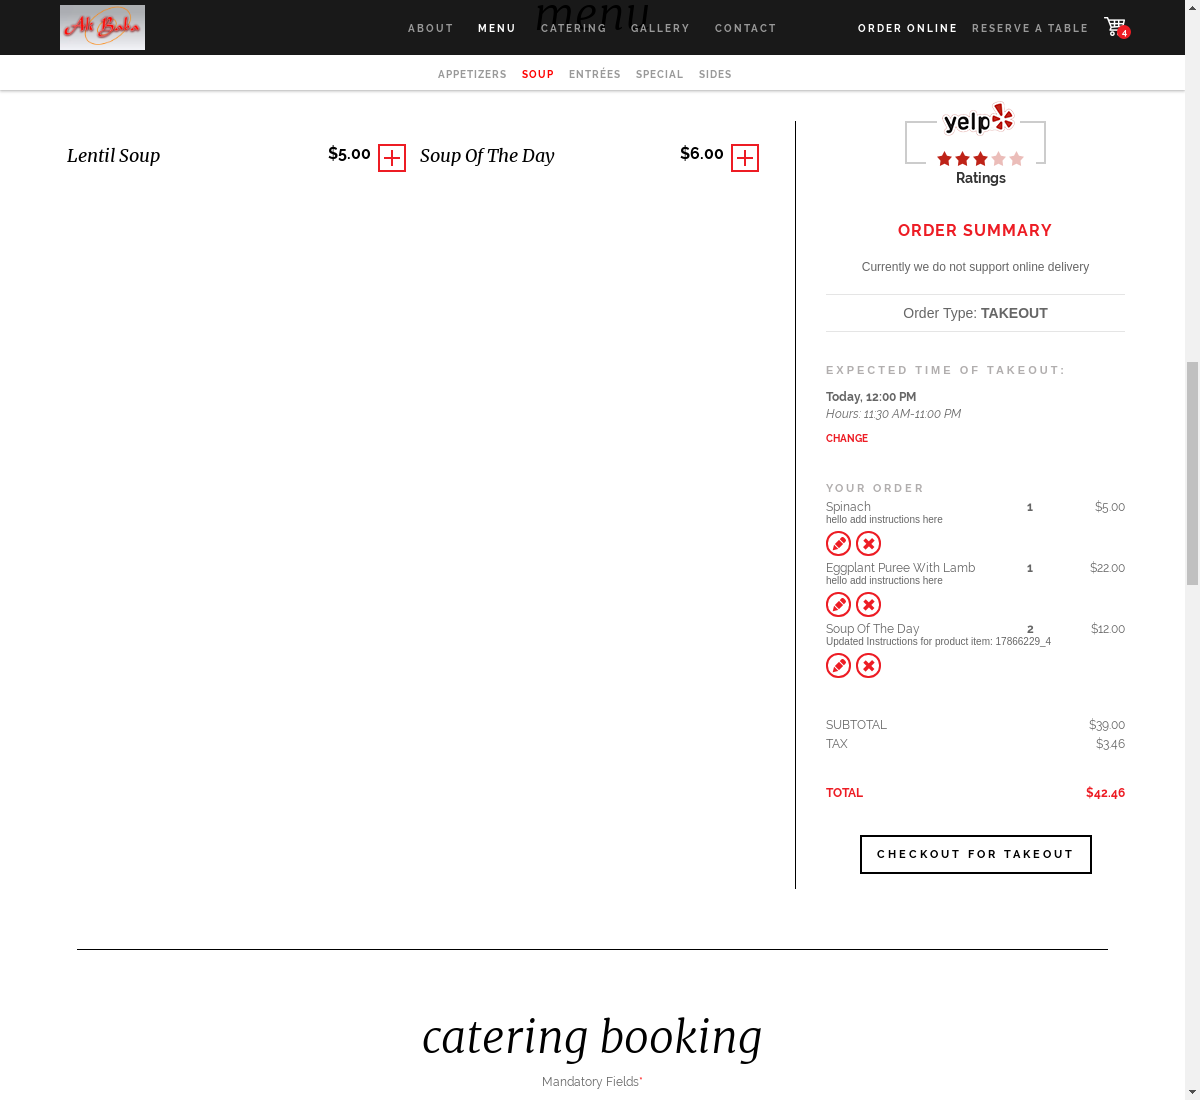 Ali Baba
menu
ABOUT MENU CATERING GALLERY CONTACT ORDER ONLINE RESERVE A TABLE 4
APPETIZERS SOUP ENTRÉES SPECIAL SIDES
Lentil Soup $5.00 Soup Of The Day $6.00
yelp
Ratings
ORDER SUMMARY
Currently we do not support online delivery
Order Type: TAKEOUT
EXPECTED TIME OF TAKEOUT:
Today, 12:00 PM
Hours: 11:30 AM-11:00 PM
CHANGE
YOUR ORDER
Spinach 1 $5.00
hello add instructions here
Eggplant Puree With Lamb 1 $22.00
hello add instructions here
Soup Of The Day 2 $12.00
Updated Instructions for product item: 17866229_4
SUBTOTAL $39.00
TAX $3.46
TOTAL $42.46
CHECKOUT FOR TAKEOUT
catering booking
Mandatory Fields*